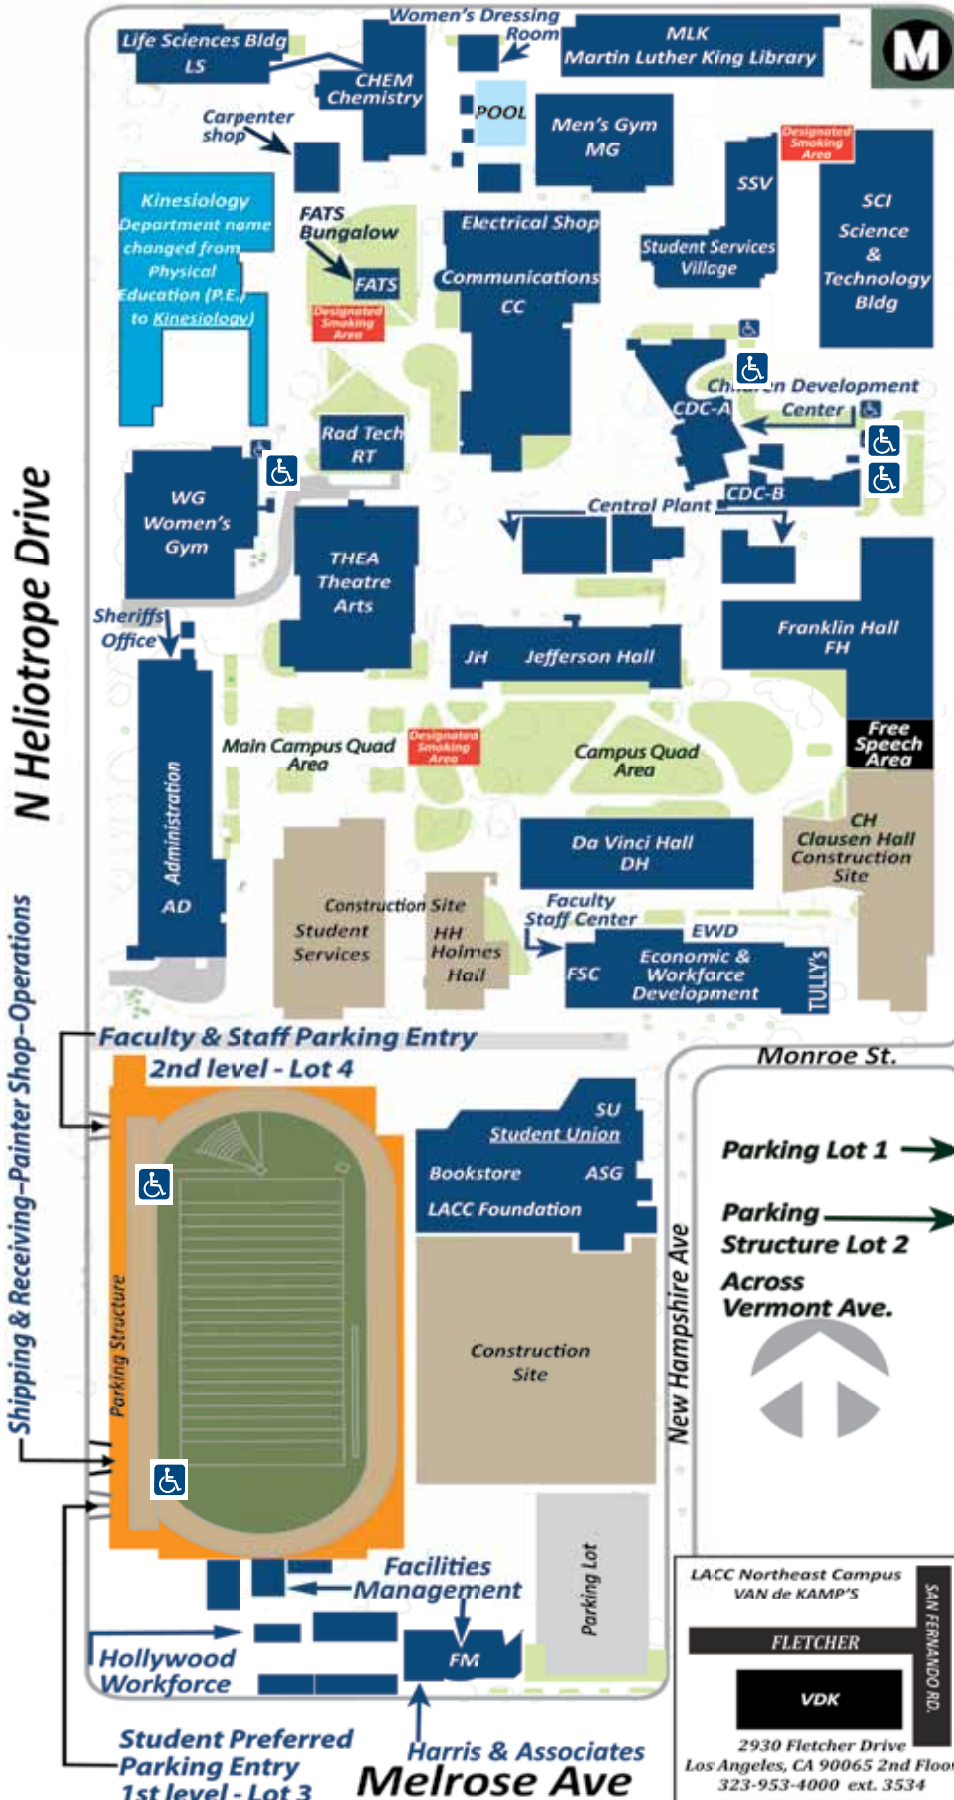 Women's Dressing
Room
Life Sciences Bldg
LS
CHEM
Chemistry
MLK
Martin Luther King Library
M
POOL
Carpenter
shop
Men's Gym
MG
Designated
Smoking
Area
SSV
Student Services
Village
SCI
Science
&
Technology
Bldg
Kinesiology
Department name
changed from
Physical
Education (P.E.)
to Kinesiology)
FATS
Bungalow
FATS
Designated
Smoking
Area
Electrical Shop
Communications
CC
Children Development
Center
CDC-A
CDC-B
Rad Tech
RT
WG
Women's
Gym
Central Plant
THEA
Theatre
Arts
Sheriffs
Office
JH Jefferson Hall
Franklin Hall
FH
Free
Speech
Area
Main Campus Quad
Area
Designated
Smoking
Area
Campus Quad
Area
N Heliotrope Drive
Administration
AD
Da Vinci Hall
DH
CH
Clausen Hall
Construction
Site
Construction Site
Student
Services
HH
Holmes
Hall
Faculty
Staff Center
EWD
FSC
Economic &
Workforce
Development
TULLY's
Faculty & Staff Parking Entry
2nd level - Lot 4
Monroe St.
Shipping & Receiving-Painter Shop-Operations
SU
Student Union
Bookstore ASG
LACC Foundation
Parking Lot 1
Parking
Structure Lot 2
Across
Vermont Ave.
New Hampshire Ave
Parking Structure
Construction
Site
Parking Lot
Facilities
Management
FM
Hollywood
Workforce
Harris & Associates
Student Preferred
Parking Entry
1st level - Lot 3
Melrose Ave
LACC Northeast Campus
VAN de KAMP'S
FLETCHER
SAN FERNANDO RD.
VDK
2930 Fletcher Drive
Los Angeles, CA 90065 2nd Floor
323-953-4000 ext. 3534